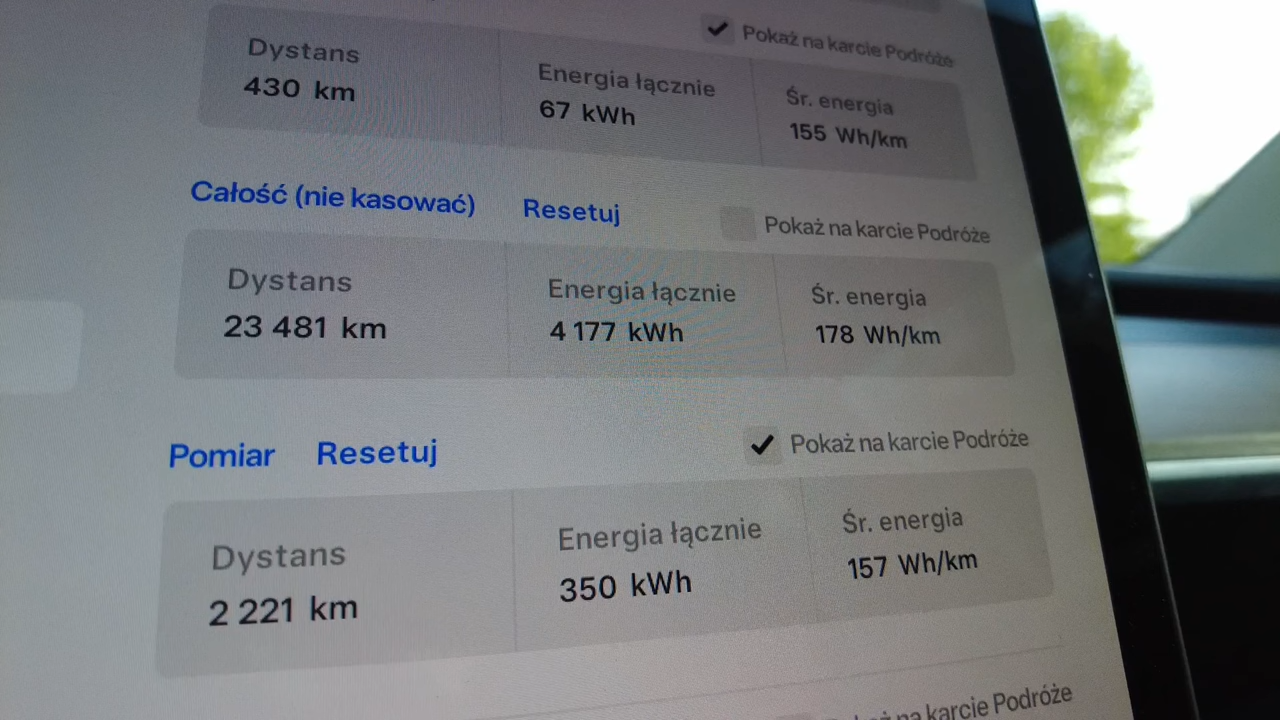 Pokaż na karcie Podróże
Dystans
430 km
Energia łącznie
67 kWh
Śr. energia
155 Wh/km
Całość (nie kasować)
Resetuj
Pokaż na karcie Podróże
Dystans
23 481 km
Energia łącznie
4 177 kWh
Śr. energia
178 Wh/km
Pomiar
Resetuj
Pokaż na karcie Podróże
Dystans
2 221 km
Energia łącznie
350 kWh
Śr. energia
157 Wh/km
na karcie Podróże